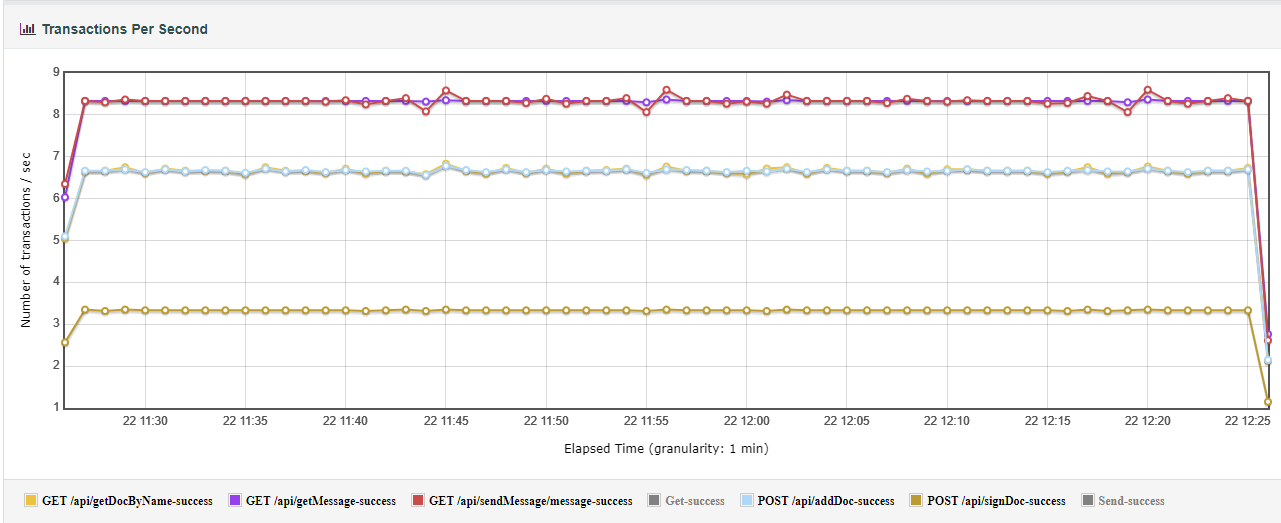 Transactions Per Second
9
8
7
6
5
4
3
2
1
Number of transactions / sec
22 11:30 22 11:35 22 11:40 22 11:45 22 11:50 22 11:55 22 12:00 22 12:05 22 12:10 22 12:15 22 12:20 22 12:25
Elapsed Time (granularity: 1 min)
GET /api/getDocByName-success GET /api/getMessage-success GET /api/sendMessage/message-success Get-success POST /api/addDoc-success POST /api/signDoc-success Send-success